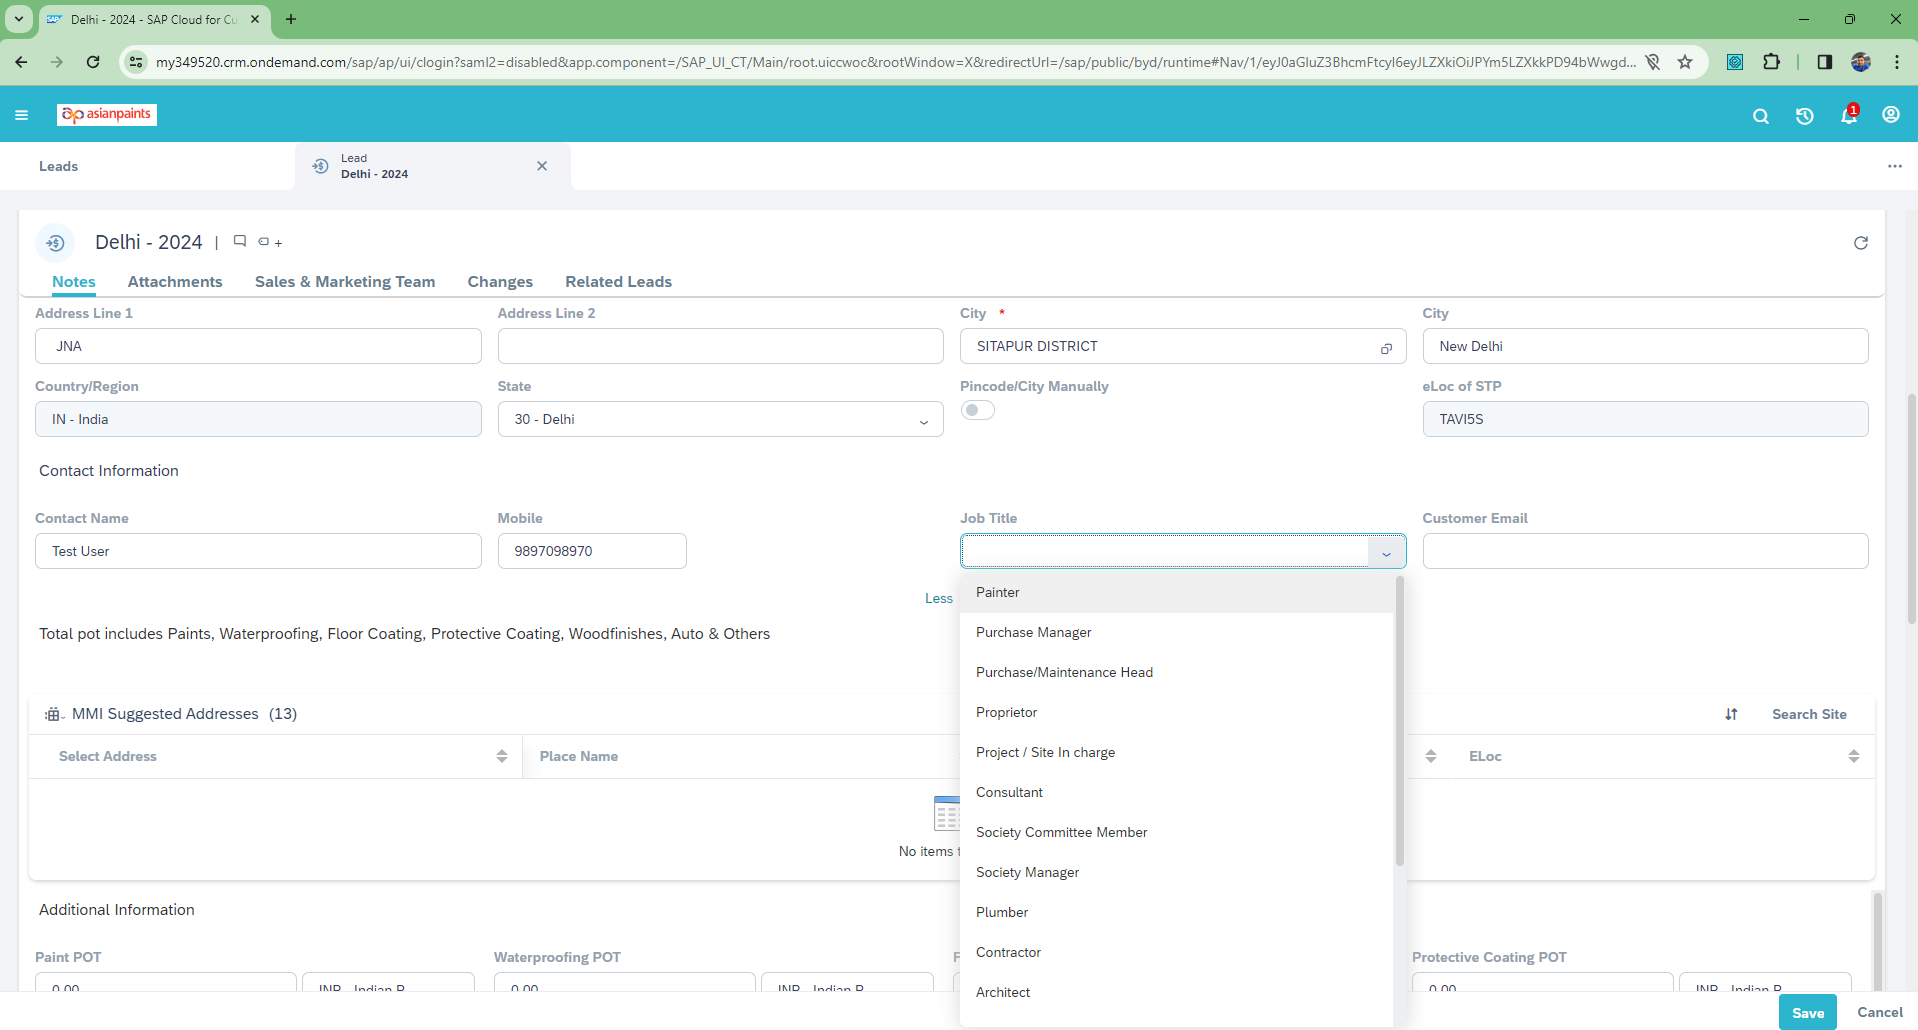 Delhi - 2024 - SAP Cloud for Cu
my349520.crm.ondemand.com/sap/ap/ui/clogin?saml2=disabled&app.component=/SAP_UI_CT/Main/root.uiccwoc&rootWindow=X&redirectUrl=/sap/public/byd/runtime#Nav/1/eyJ0aGluZ3BhcmFtcyI6eyJLZXkiOiJPYm5LZXkkPD94bWwgd...
asianpaints
1
Leads
Lead
Delhi - 2024
Delhi - 2024 |
Notes Attachments Sales & Marketing Team Changes Related Leads
Address Line 1 Address Line 2 City * City
JNA SITAPUR DISTRICT New Delhi
Country/Region State Pincode/City Manually eLoc of STP
IN - India 30 - Delhi TAVI5S
Contact Information
Contact Name Mobile Job Title Customer Email
Test User 9897098970
Painter
Less
Total pot includes Paints, Waterproofing, Floor Coating, Protective Coating, Woodfinishes, Auto & Others
Purchase Manager
Purchase/Maintenance Head
Proprietor
MMI Suggested Addresses (13) Search Site
Project / Site In charge
Select Address Place Name ELoc
Consultant
Society Committee Member
No items
Society Manager
Additional Information
Plumber
Contractor
Paint POT Waterproofing POT F Protective Coating POT
0.00 INR - Indian R 0.00 INR - Indian R 0.00 INR - Indian R
Architect
Save Cancel